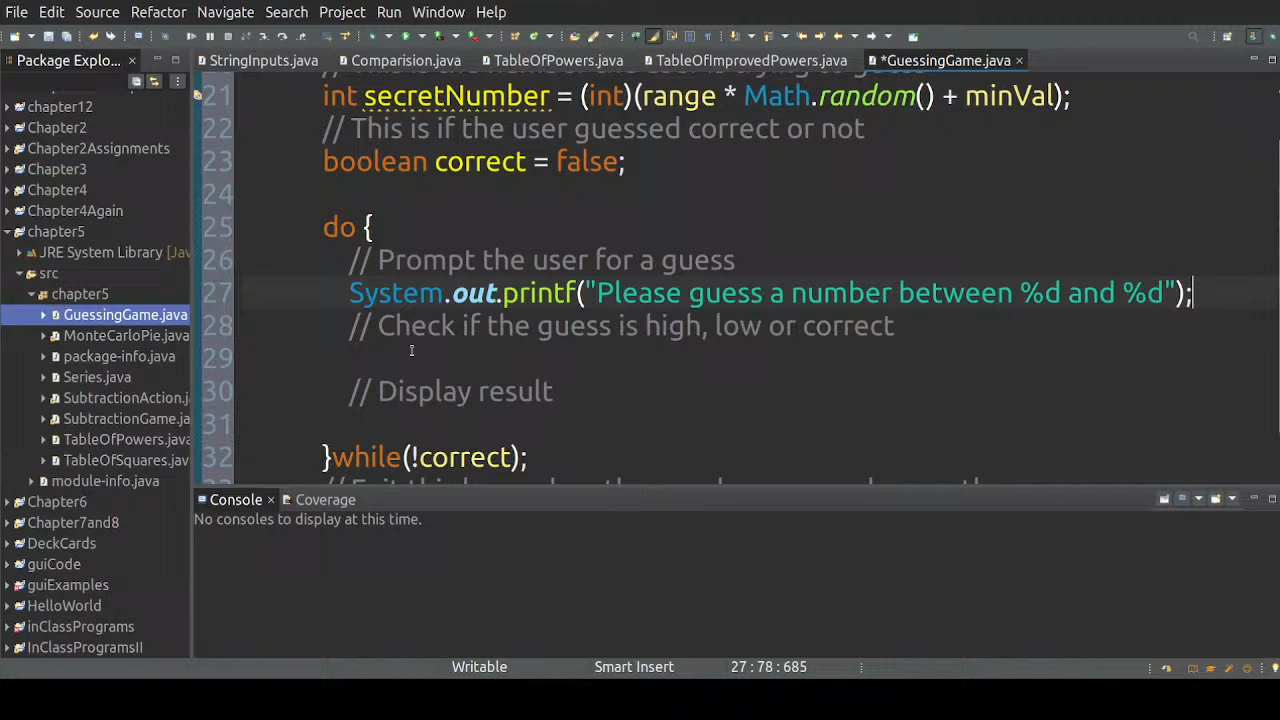 File Edit Source Refactor Navigate Search Project Run Window Help
Package Explo... ×
StringInputs.java
Comparision.java
TableOfPowers.java
TableOfImprovedPowers.java
*GuessingGame.java ×
chapter12
Chapter2
Chapter2Assignments
Chapter3
Chapter4
Chapter4Again
chapter5
JRE System Library [Jav
src
chapter5
GuessingGame.java
MonteCarloPie.java
package-info.java
Series.java
SubtractionAction.j
SubtractionGame.ja
TableOfPowers.java
TableOfSquares.jav
module-info.java
Chapter6
Chapter7and8
DeckCards
guiCode
guiExamples
HelloWorld
inClassPrograms
InClassProgramsII
21 int secretNumber = (int)(range * Math.random() + minVal);
22 // This is if the user guessed correct or not
23 boolean correct = false;
24
25 do {
26 // Prompt the user for a guess
27 System.out.printf("Please guess a number between %d and %d");
28 // Check if the guess is high, low or correct
29
30 // Display result
31
32 }while(!correct);
Console × Coverage
No consoles to display at this time.
Writable Smart Insert 27:78:685